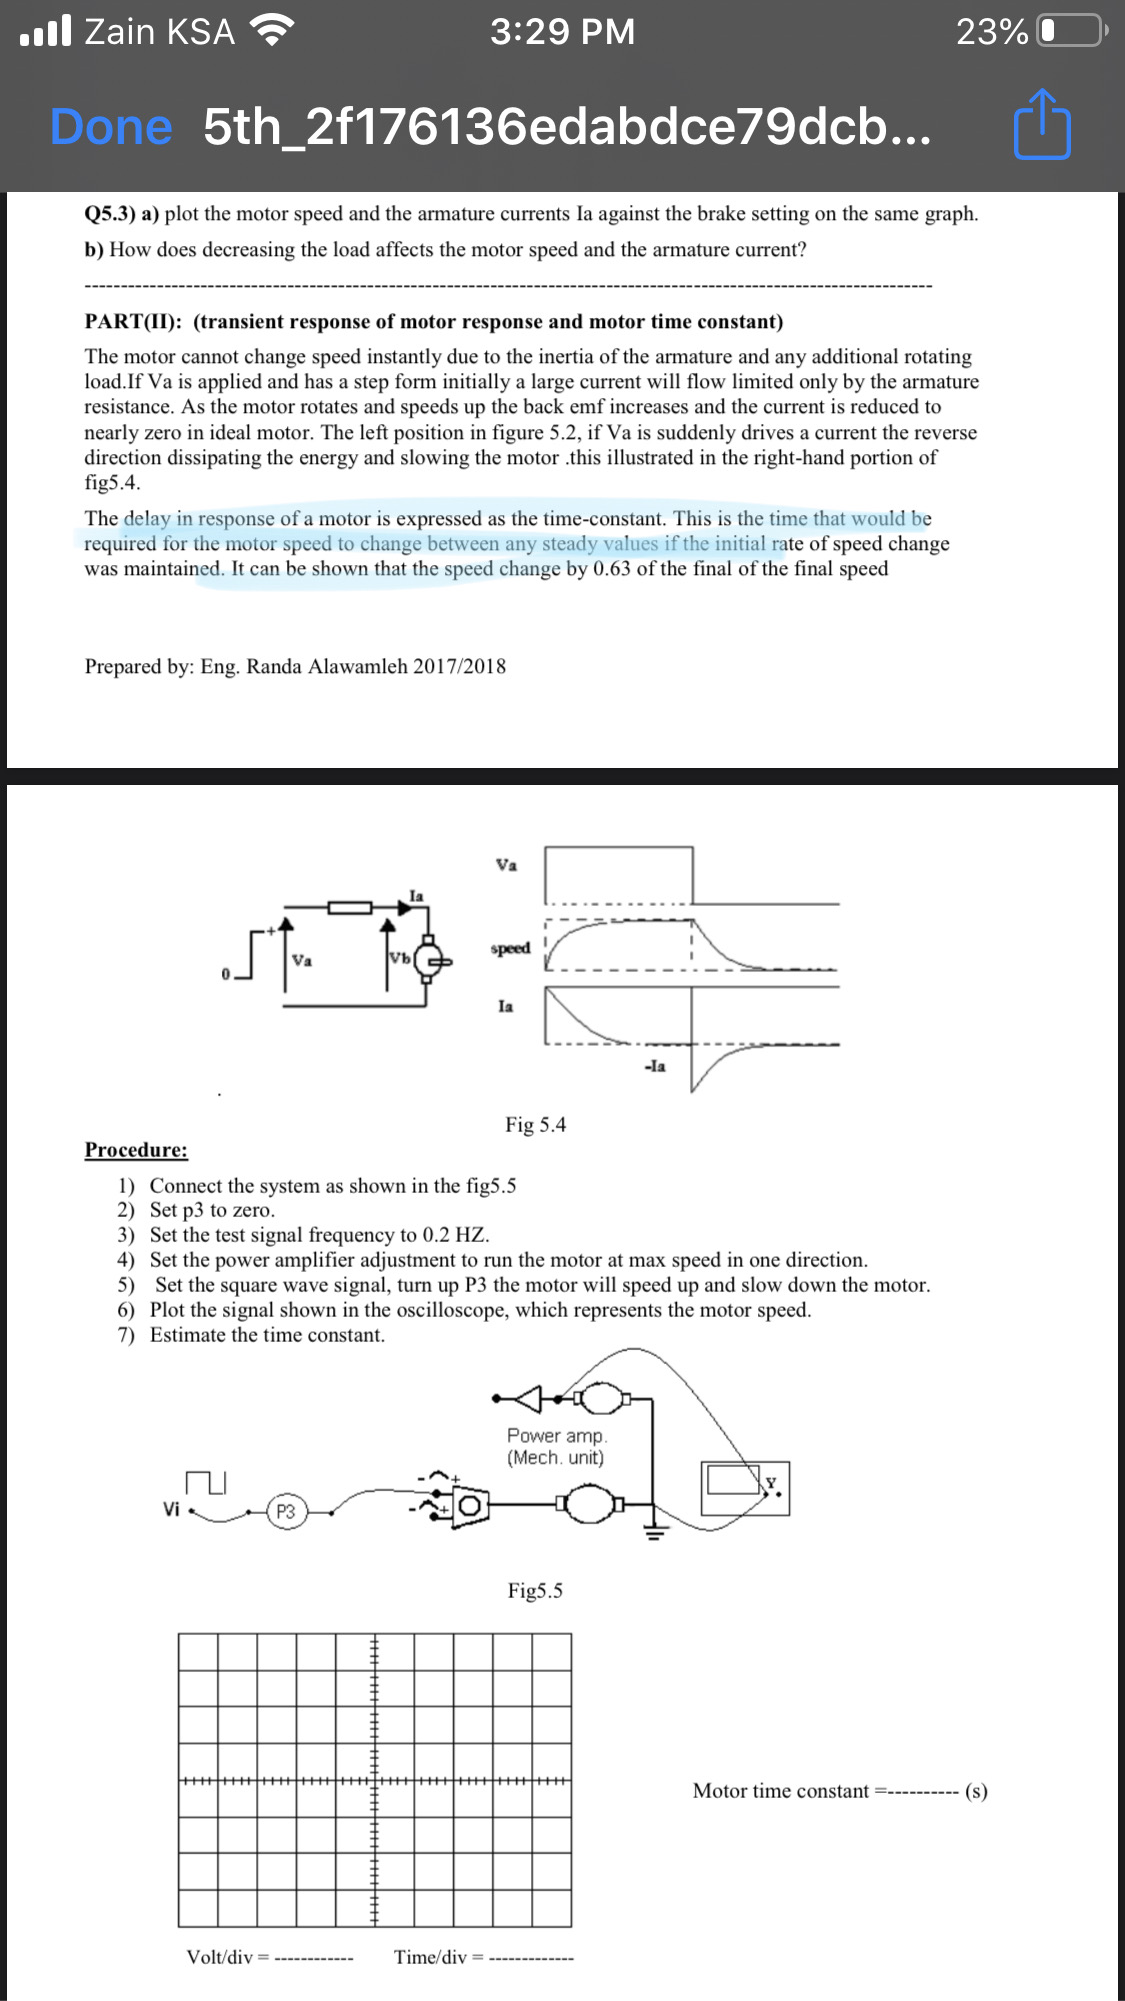 Zain KSA
3:29 PM
23%
Done 5th_2f176136edabdce79dcb...
Q5.3) a) plot the motor speed and the armature currents Ia against the brake setting on the same graph.
b) How does decreasing the load affects the motor speed and the armature current?
PART(II): (transient response of motor response and motor time constant)
The motor cannot change speed instantly due to the inertia of the armature and any additional rotating
load.If Va is applied and has a step form initially a large current will flow limited only by the armature
resistance. As the motor rotates and speeds up the back emf increases and the current is reduced to
nearly zero in ideal motor. The left position in figure 5.2, if Va is suddenly drives a current the reverse
direction dissipating the energy and slowing the motor .this illustrated in the right-hand portion of
fig5.4.
The delay in response of a motor is expressed as the time-constant. This is the time that would be
required for the motor speed to change between any steady values if the initial rate of speed change
was maintained. It can be shown that the speed change by 0.63 of the final of the final speed
Prepared by: Eng. Randa Alawamleh 2017/2018
Va
Ia
+
Va
Vb
0
speed
Ia
-Ia
Fig 5.4
Procedure:
1) Connect the system as shown in the fig5.5
2) Set p3 to zero.
3) Set the test signal frequency to 0.2 HZ.
4) Set the power amplifier adjustment to run the motor at max speed in one direction.
5) Set the square wave signal, turn up P3 the motor will speed up and slow down the motor.
6) Plot the signal shown in the oscilloscope, which represents the motor speed.
7) Estimate the time constant.
Power amp.
(Mech. unit)
- +
- +
Y
Vi
P3
Fig5.5
Motor time constant =---------- (s)
Volt/div = ------------ Time/div = -------------